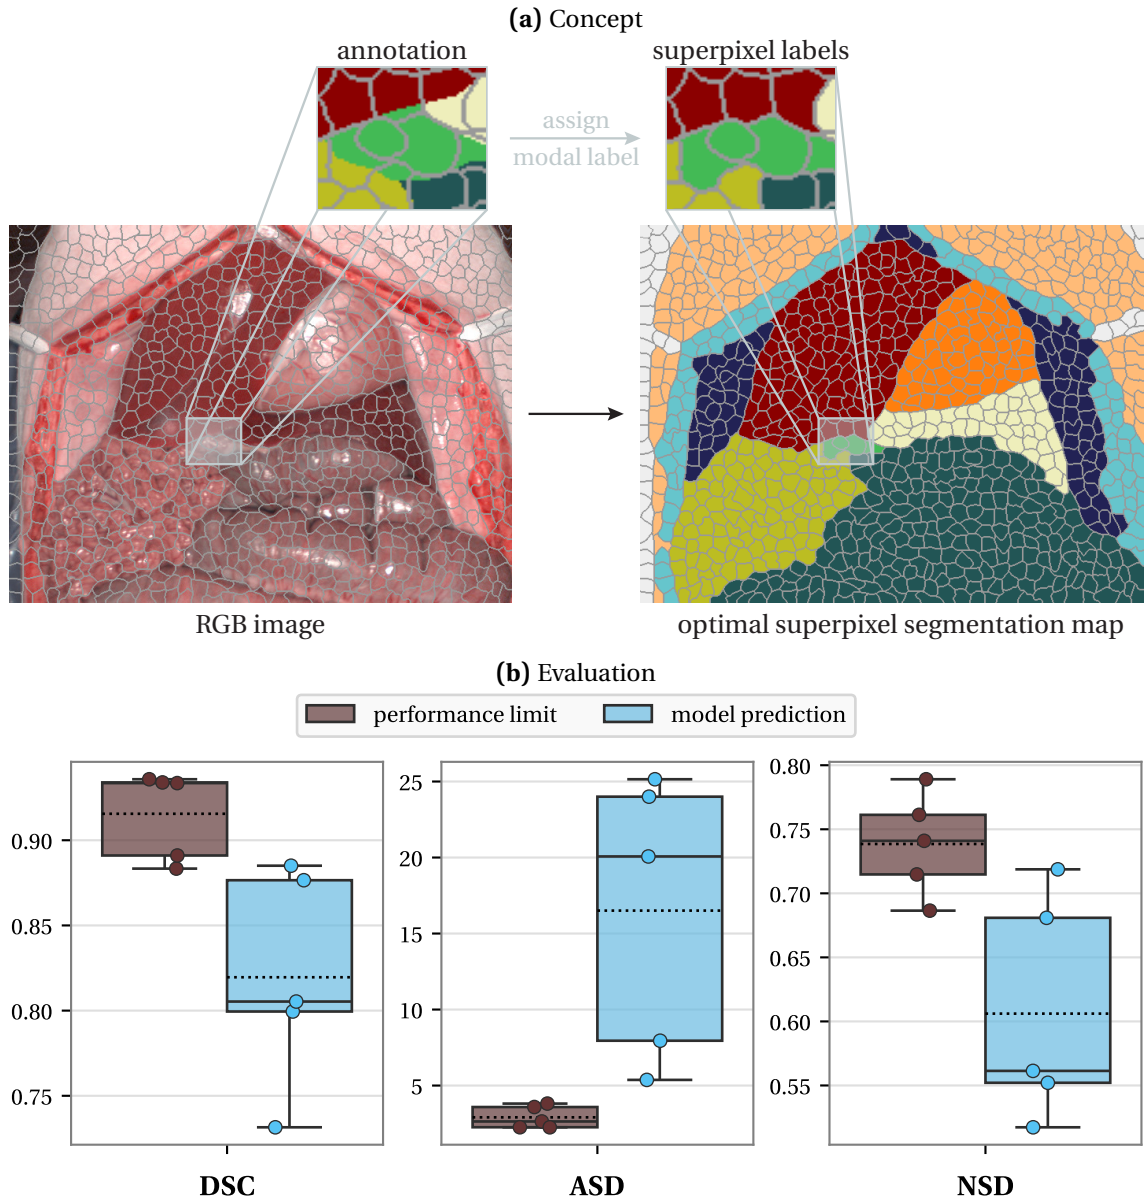 (a) Concept
annotation
superpixel labels
assign
modal label
RGB image
optimal superpixel segmentation map
(b) Evaluation
performance limit
model prediction
0.90
0.85
0.80
0.75
DSC
25
20
15
10
5
ASD
0.80
0.75
0.70
0.65
0.60
0.55
NSD